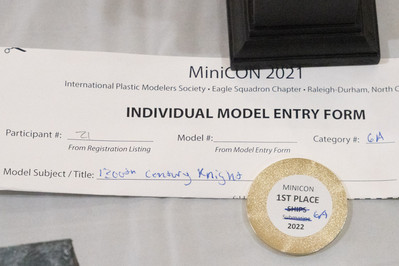 MiniCON 2021
International Plastic Modelers Society • Eagle Squadron Chapter • Raleigh-Durham, North C
INDIVIDUAL MODEL ENTRY FORM
Participant #: 21 Model #: Category #: 6A
From Registration Listing From Model Entry Form
Model Subject / Title: 1200th Century Knight
MINICON
1ST PLACE
SHIPS
6A
2022